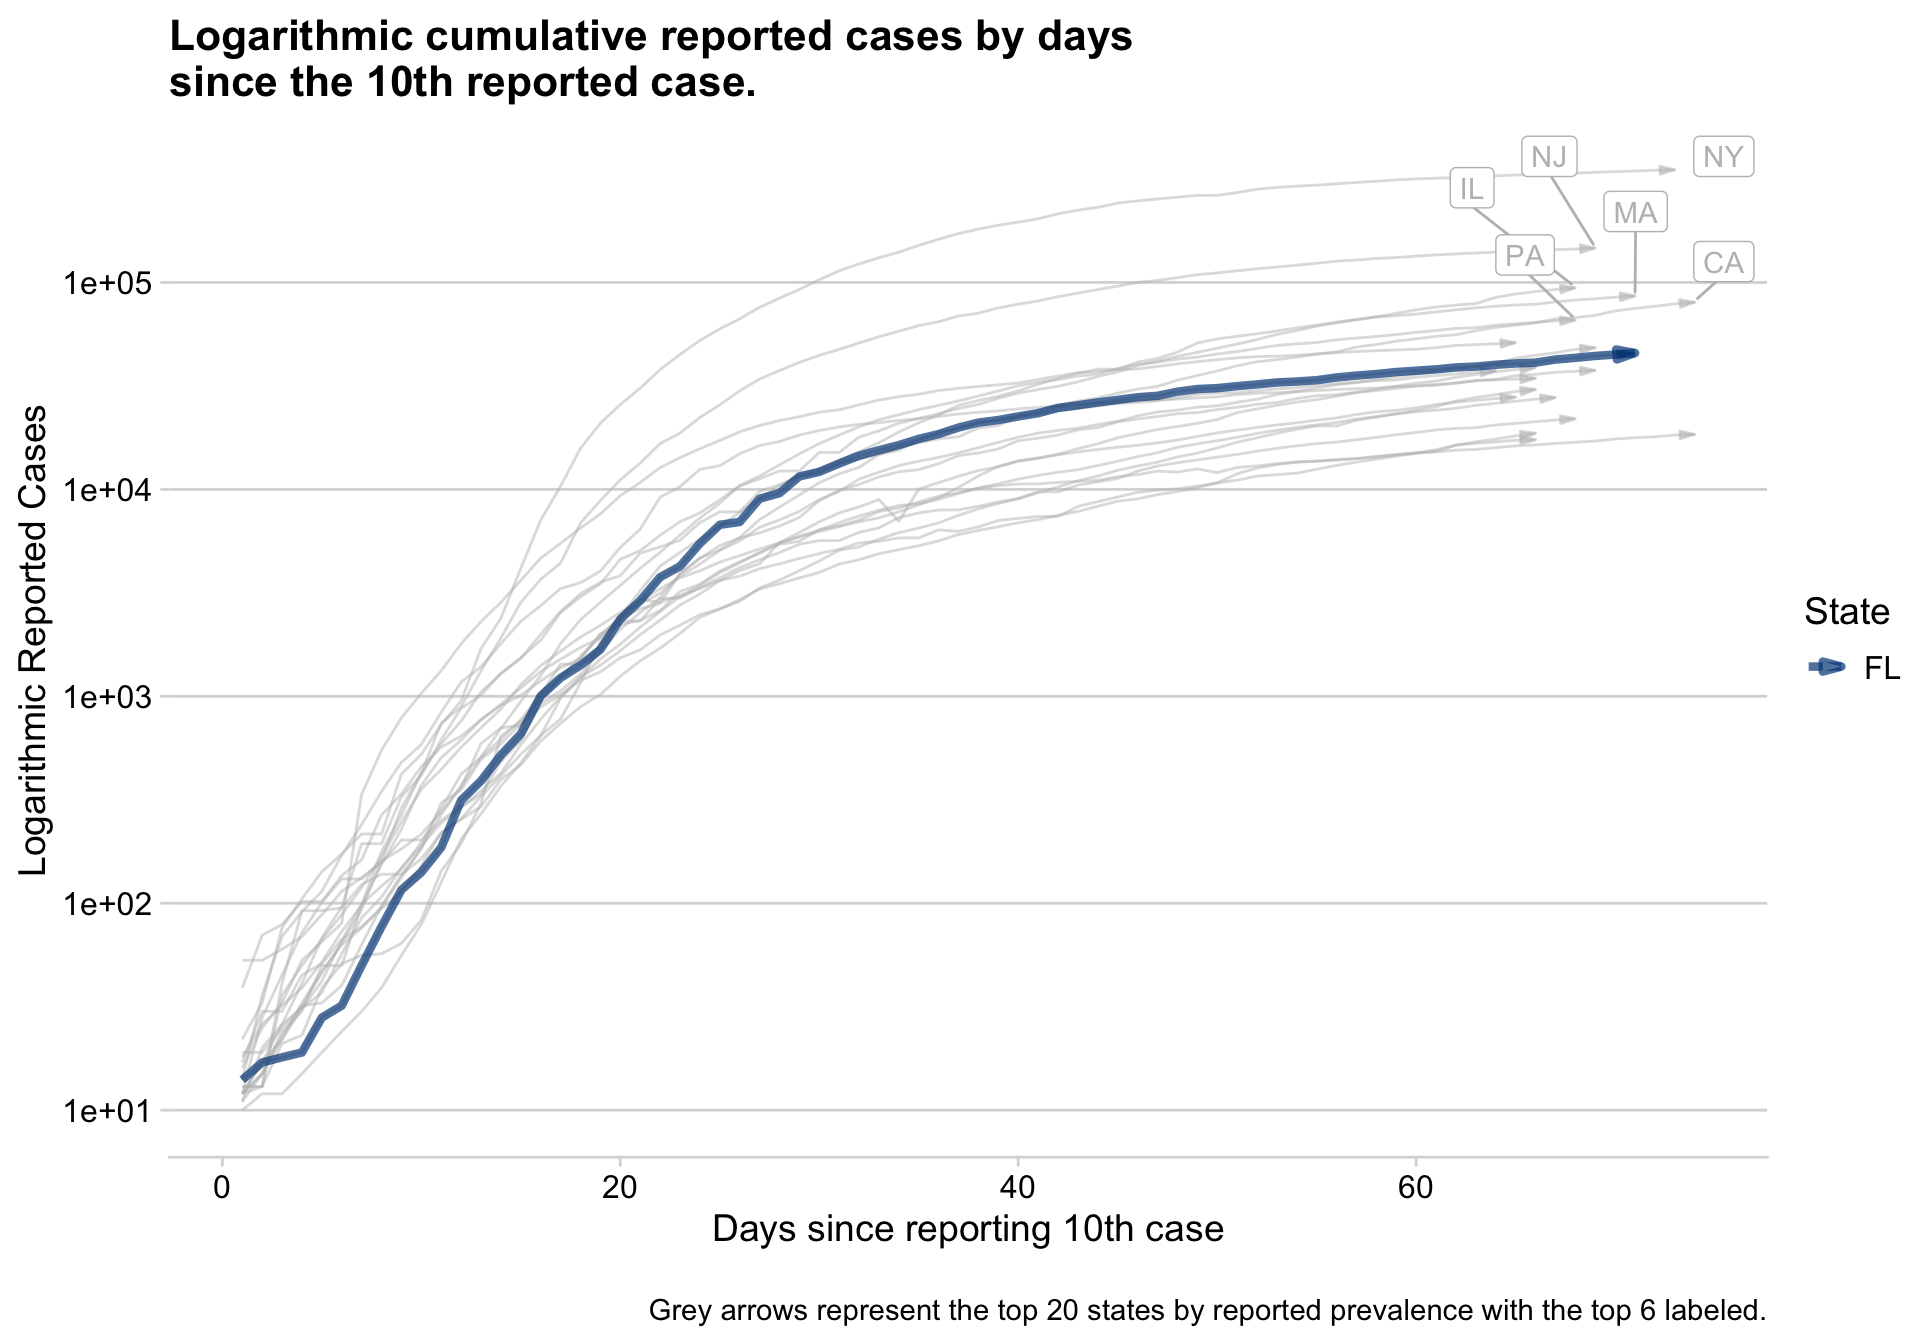 Logarithmic cumulative reported cases by days
since the 10th reported case.
NJ
NY
IL
MA
PA
CA
1e+05
1e+04
1e+03
1e+02
1e+01
Logarithmic Reported Cases
State
FL
0 20 40 60
Days since reporting 10th case
Grey arrows represent the top 20 states by reported prevalence with the top 6 labeled.